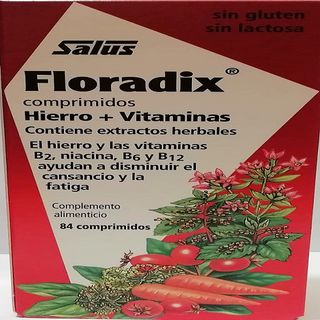 sin gluten
sin lactosa
Salus
Floradix®
comprimidos
Hierro + Vitaminas
Contiene extractos herbales
El hierro y las vitaminas
B2, niacina, B6 y B12
ayudan a disminuir el
cansancio y la
fatiga
Complemento
alimenticio
84 comprimidos